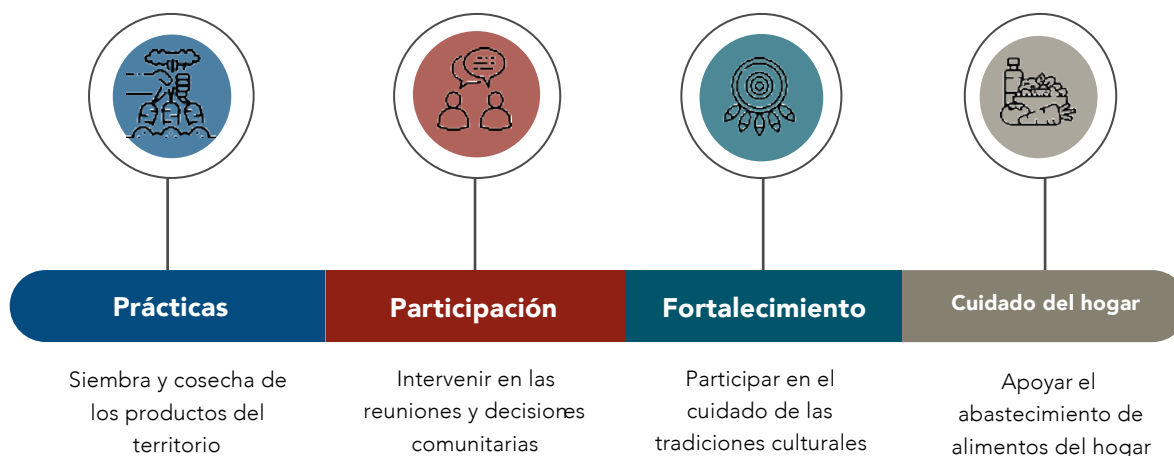 Prácticas
Participación
Fortalecimiento
Cuidado del hogar
Siembra y cosecha de
los productos del
territorio
Intervenir en las
reuniones y decisiones
comunitarias
Participar en el
cuidado de las
tradiciones culturales
Apoyar el
abastecimiento de
alimentos del hogar